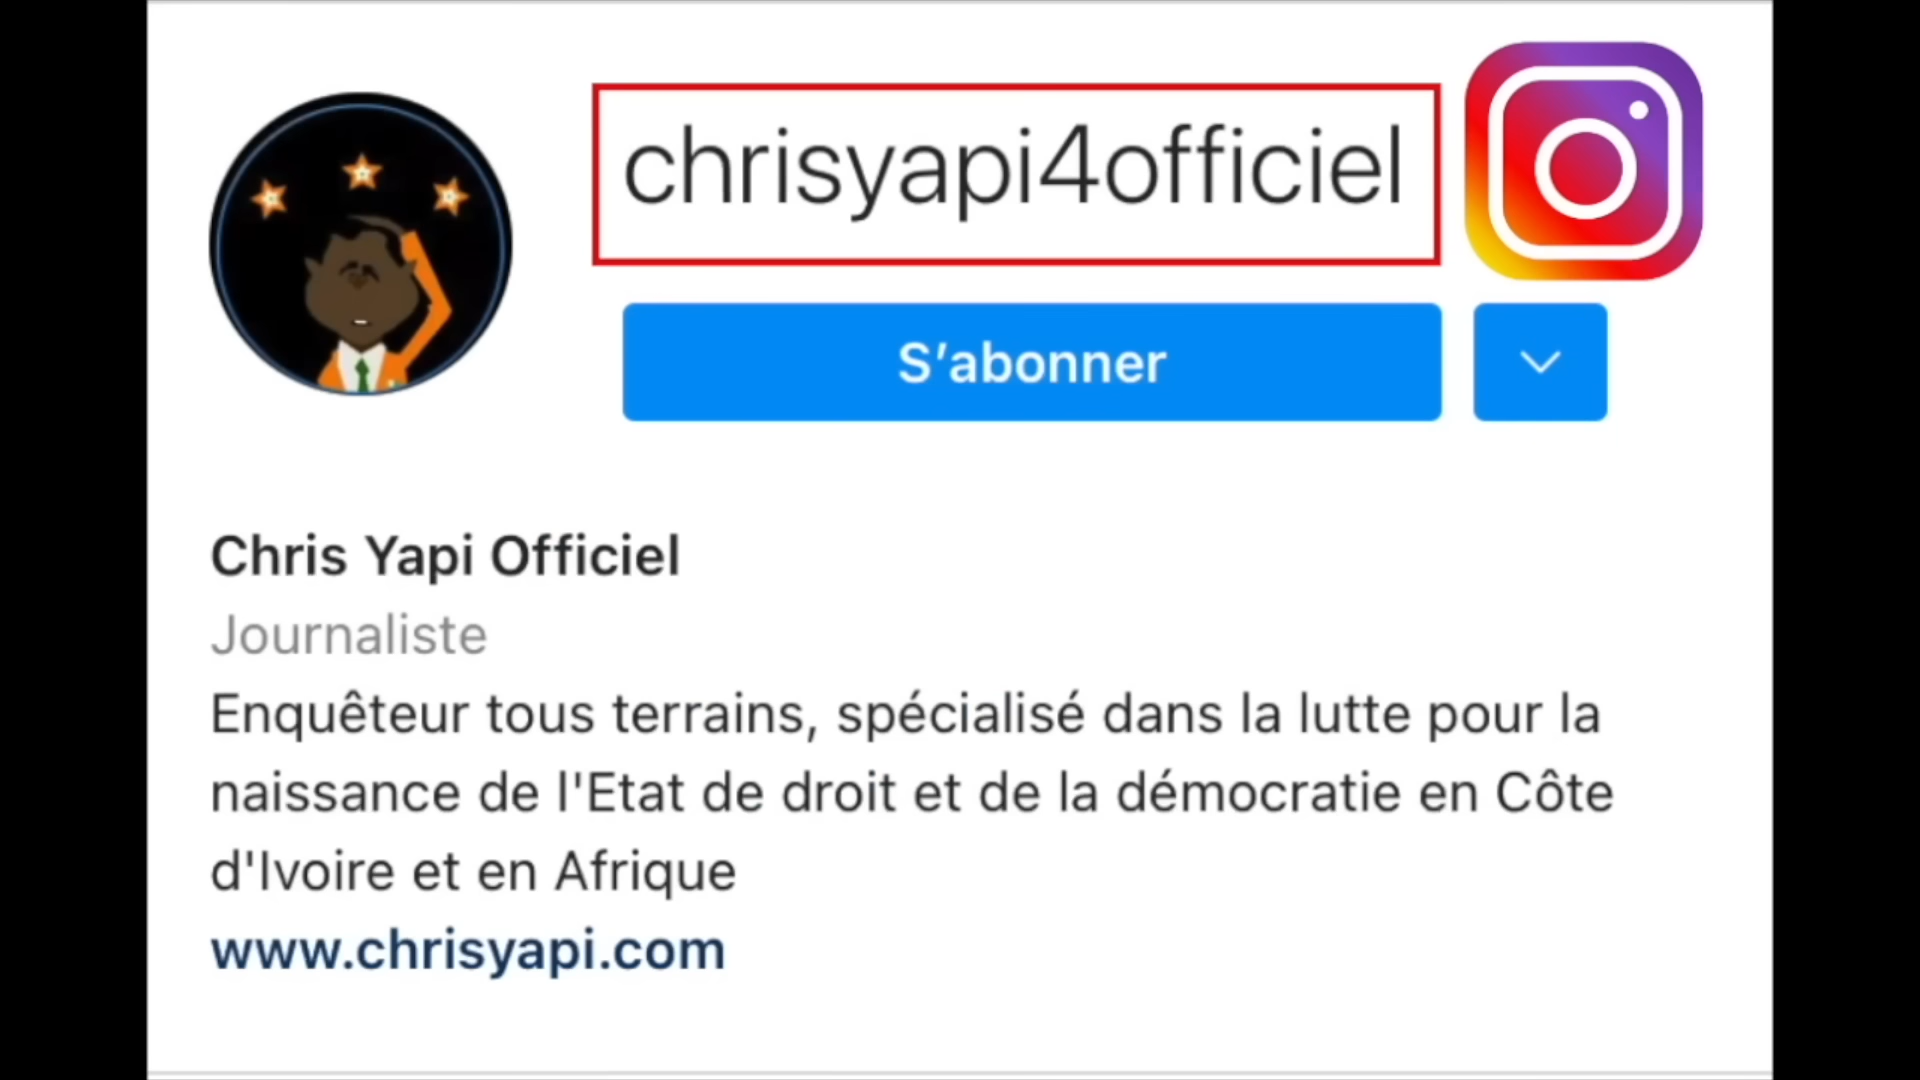 chrisyapi4officiel
S’abonner
Chris Yapi Officiel
Journaliste
Enquêteur tous terrains, spécialisé dans la lutte pour la
naissance de l'Etat de droit et de la démocratie en Côte
d'Ivoire et en Afrique
www.chrisyapi.com